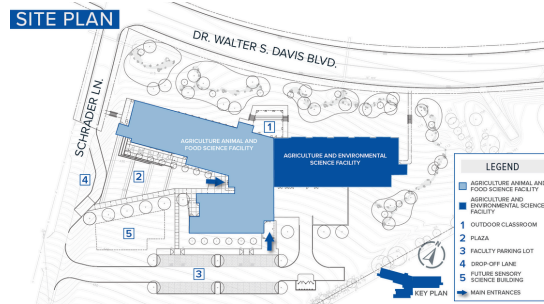 SITE PLAN
DR. WALTER S. DAVIS BLVD.
SCHRADER LN.
1
AGRICULTURE ANIMAL AND
FOOD SCIENCE FACILITY
AGRICULTURE AND ENVIRONMENTAL
SCIENCE FACILITY
2
4
5
3
LEGEND
AGRICULTURE ANIMAL AND
FOOD SCIENCE FACILITY
AGRICULTURE AND
ENVIRONMENTAL SCIENCE
FACILITY
1 OUTDOOR CLASSROOM
2 PLAZA
3 FACULTY PARKING LOT
4 DROP-OFF LANE
5 FUTURE SENSORY
SCIENCE BUILDING
MAIN ENTRANCES
KEY PLAN